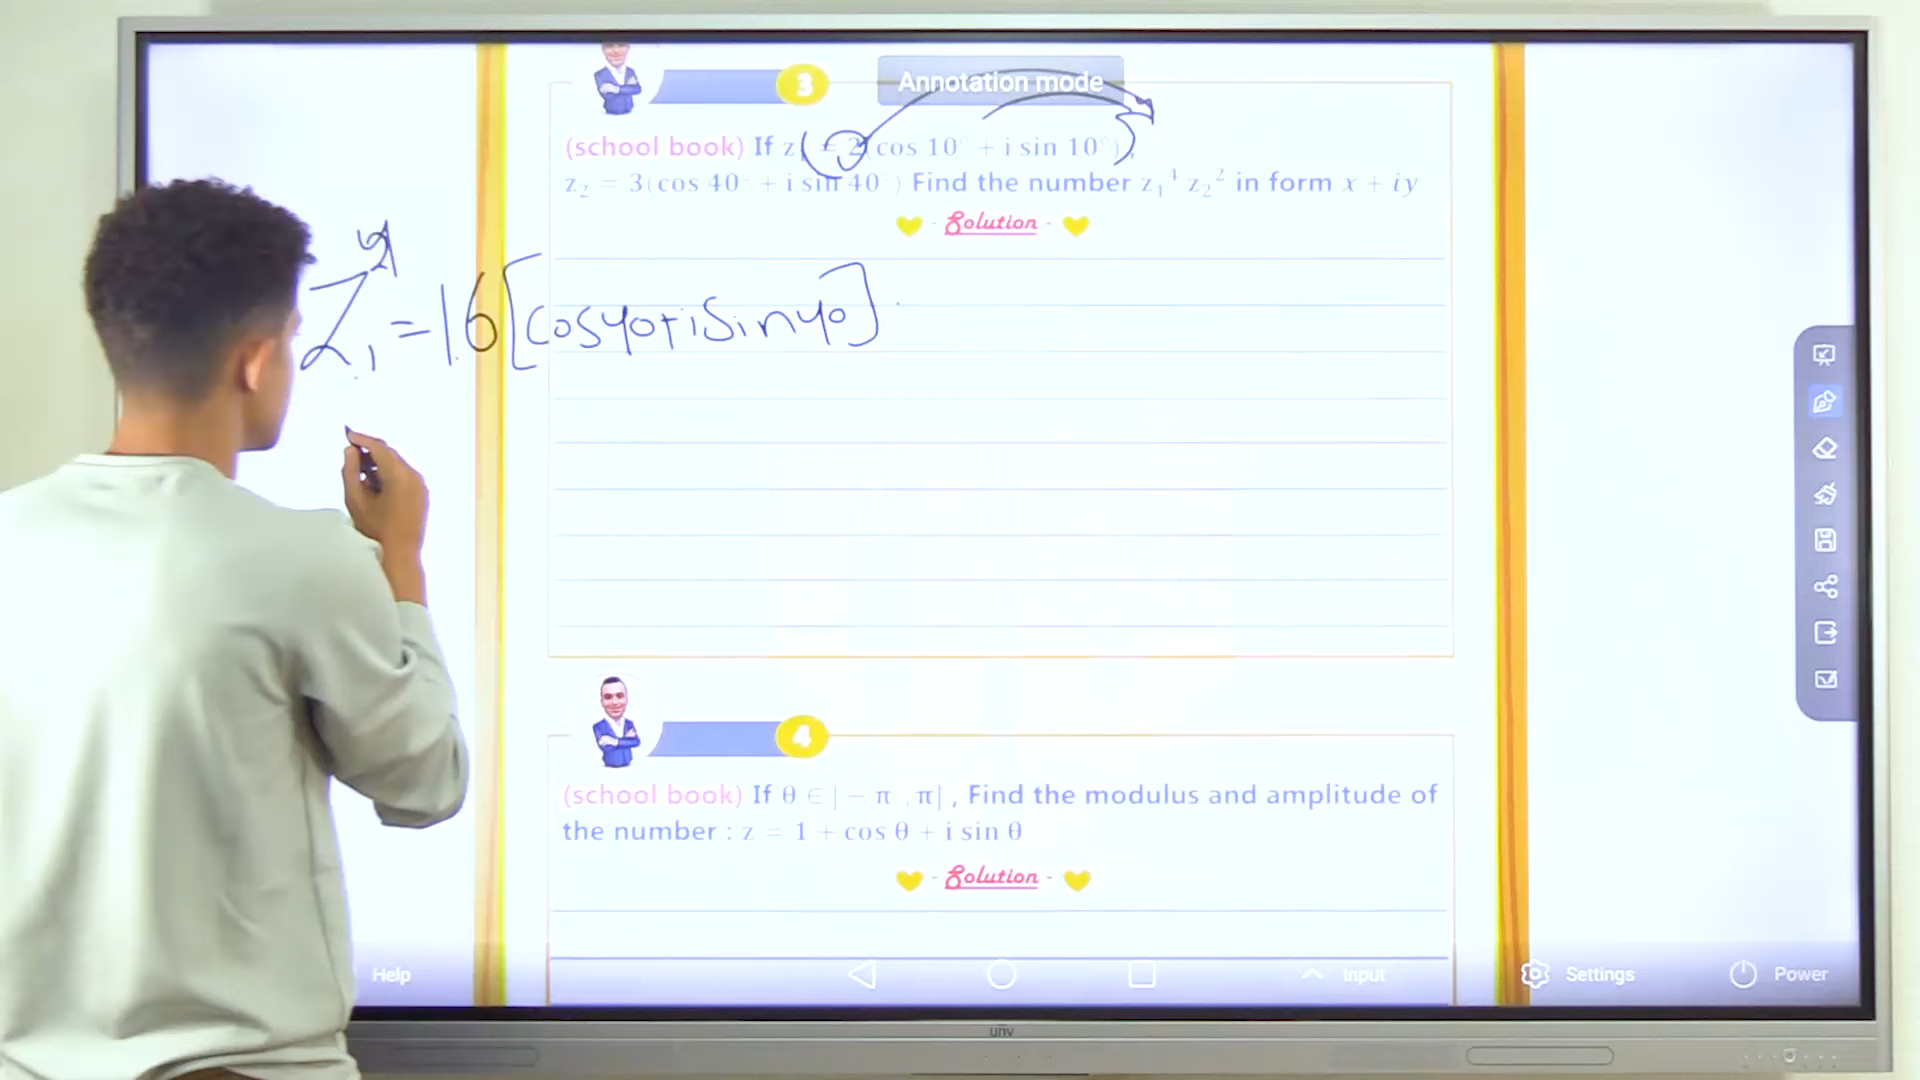 3
Annotation mode
(school book) If z₁ = 2(cos 10° + i sin 10°),
z₂ = 3(cos 40° + i sin 40°) Find the number z₁⁴ z₂² in form x + iy
- Solution -
Z₁⁴ = 16[cos40+iSin40]
4
(school book) If θ ∈ ]− π , π[ , Find the modulus and amplitude of
the number : z = 1 + cos θ + i sin θ
- Solution -
Help
Input
Settings
Power
unv